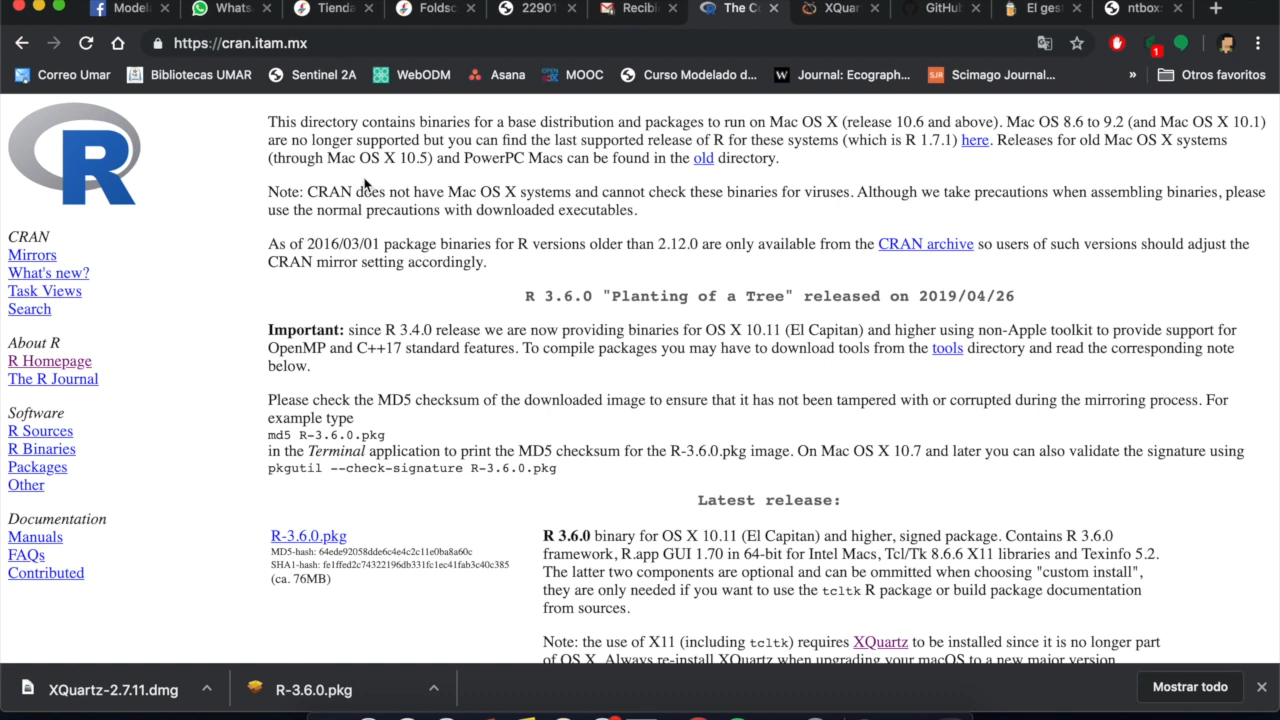 Model
Whats
Tienda
Foldsc
22901
Recibi
The Co
XQuar
GitHub
El gest
ntbox:
https://cran.itam.mx
1
Correo Umar
Bibliotecas UMAR
Sentinel 2A
WebODM
Asana
MOOC
Curso Modelado d...
W Journal: Ecograph...
SJR Scimago Journal...
»
Otros favoritos
R
CRAN
Mirrors
What's new?
Task Views
Search
About R
R Homepage
The R Journal
Software
R Sources
R Binaries
Packages
Other
Documentation
Manuals
FAQs
Contributed
This directory contains binaries for a base distribution and packages to run on Mac OS X (release 10.6 and above). Mac OS 8.6 to 9.2 (and Mac OS X 10.1)
are no longer supported but you can find the last supported release of R for these systems (which is R 1.7.1) here. Releases for old Mac OS X systems
(through Mac OS X 10.5) and PowerPC Macs can be found in the old directory.
Note: CRAN does not have Mac OS X systems and cannot check these binaries for viruses. Although we take precautions when assembling binaries, please
use the normal precautions with downloaded executables.
As of 2016/03/01 package binaries for R versions older than 2.12.0 are only available from the CRAN archive so users of such versions should adjust the
CRAN mirror setting accordingly.
R 3.6.0 "Planting of a Tree" released on 2019/04/26
Important: since R 3.4.0 release we are now providing binaries for OS X 10.11 (El Capitan) and higher using non-Apple toolkit to provide support for
OpenMP and C++17 standard features. To compile packages you may have to download tools from the tools directory and read the corresponding note
below.
Please check the MD5 checksum of the downloaded image to ensure that it has not been tampered with or corrupted during the mirroring process. For
example type
md5 R-3.6.0.pkg
in the Terminal application to print the MD5 checksum for the R-3.6.0.pkg image. On Mac OS X 10.7 and later you can also validate the signature using
pkgutil --check-signature R-3.6.0.pkg
Latest release:
R-3.6.0.pkg
MD5-hash: 64ede92058dde6c4e4c2c11e0ba8a60c
SHA1-hash: fe1ffed2c74322196db331fc1ec41fab3c40c385
(ca. 76MB)
R 3.6.0 binary for OS X 10.11 (El Capitan) and higher, signed package. Contains R 3.6.0
framework, R.app GUI 1.70 in 64-bit for Intel Macs, Tcl/Tk 8.6.6 X11 libraries and Texinfo 5.2.
The latter two components are optional and can be ommitted when choosing "custom install",
they are only needed if you want to use the tcltk R package or build package documentation
from sources.
Note: the use of X11 (including tcltk) requires XQuartz to be installed since it is no longer part
of OS X. Always re-install XQuartz when upgrading your macOS to a new major version
XQuartz-2.7.11.dmg
R-3.6.0.pkg
Mostrar todo